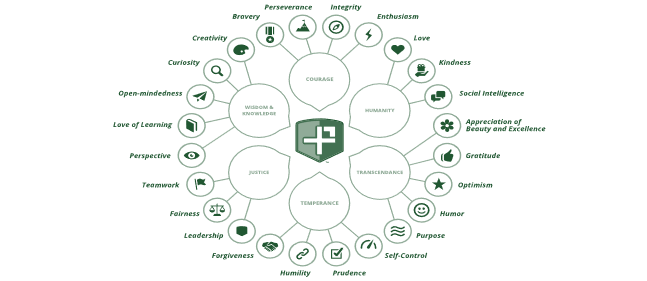 Perseverance
Integrity
Bravery
Enthusiasm
Creativity
Love
Curiosity
Kindness
Open-mindedness
Social Intelligence
Love of Learning
Appreciation of
Beauty and Excellence
Perspective
Gratitude
Teamwork
Optimism
Fairness
Humor
Leadership
Purpose
Forgiveness
Self-Control
Humility
Prudence
COURAGE
WISDOM &
KNOWLEDGE
HUMANITY
JUSTICE
TRANSCENDANCE
TEMPERANCE